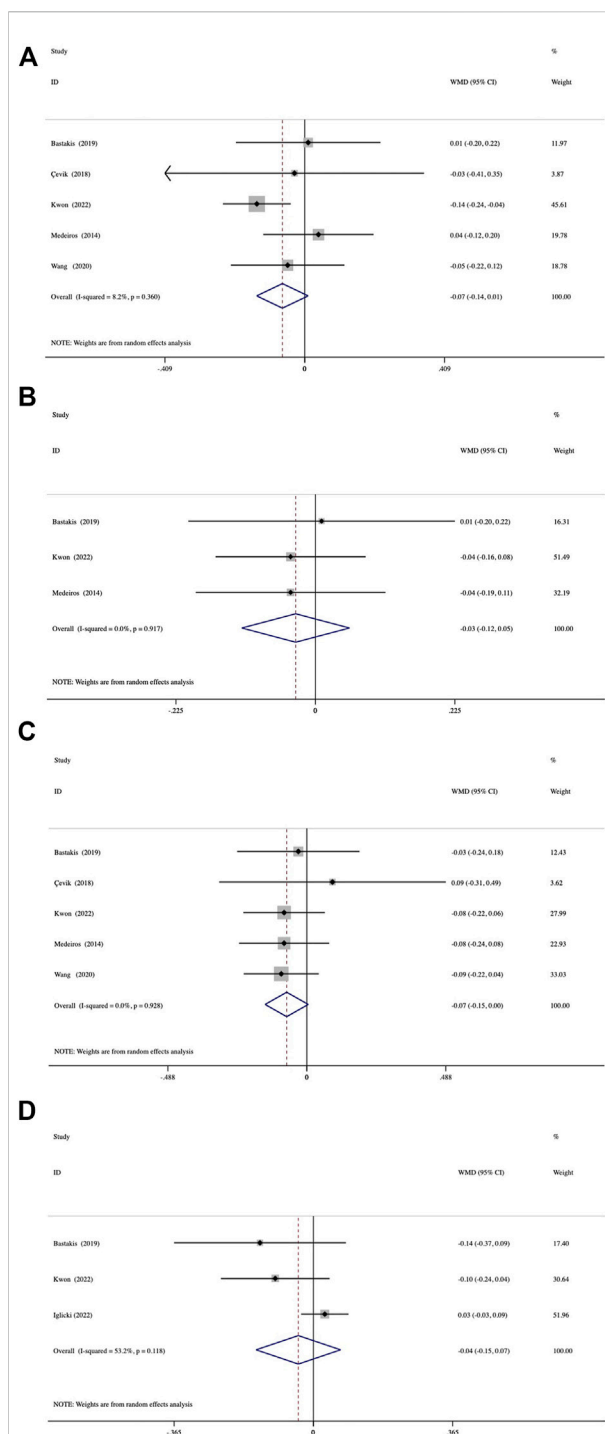 A
Study %
ID WMD (95% CI) Weight
Bastakis (2019) 0.01 (-0.20, 0.22) 11.97
Çevik (2018) -0.03 (-0.41, 0.35) 3.87
Kwon (2022) -0.14 (-0.24, -0.04) 45.61
Medeiros (2014) 0.04 (-0.12, 0.20) 19.78
Wang (2020) -0.05 (-0.22, 0.12) 18.78
Overall (I-squared = 8.2%, p = 0.360) -0.07 (-0.14, 0.01) 100.00
NOTE: Weights are from random effects analysis
-.409 0 .409
B
Study %
ID WMD (95% CI) Weight
Bastakis (2019) 0.01 (-0.20, 0.22) 16.31
Kwon (2022) -0.04 (-0.16, 0.08) 51.49
Medeiros (2014) -0.04 (-0.19, 0.11) 32.19
Overall (I-squared = 0.0%, p = 0.917) -0.03 (-0.12, 0.05) 100.00
NOTE: Weights are from random effects analysis
-.225 0 .225
C
Study %
ID WMD (95% CI) Weight
Bastakis (2019) -0.03 (-0.24, 0.18) 12.43
Çevik (2018) 0.09 (-0.31, 0.49) 3.62
Kwon (2022) -0.08 (-0.22, 0.06) 27.99
Medeiros (2014) -0.08 (-0.24, 0.08) 22.93
Wang (2020) -0.09 (-0.22, 0.04) 33.03
Overall (I-squared = 0.0%, p = 0.928) -0.07 (-0.15, 0.00) 100.00
NOTE: Weights are from random effects analysis
-.488 0 .488
D
Study %
ID WMD (95% CI) Weight
Bastakis (2019) -0.14 (-0.37, 0.09) 17.40
Kwon (2022) -0.10 (-0.24, 0.04) 30.64
Iglicki (2022) 0.03 (-0.03, 0.09) 51.96
Overall (I-squared = 53.2%, p = 0.118) -0.04 (-0.15, 0.07) 100.00
NOTE: Weights are from random effects analysis
-.365 0 .365